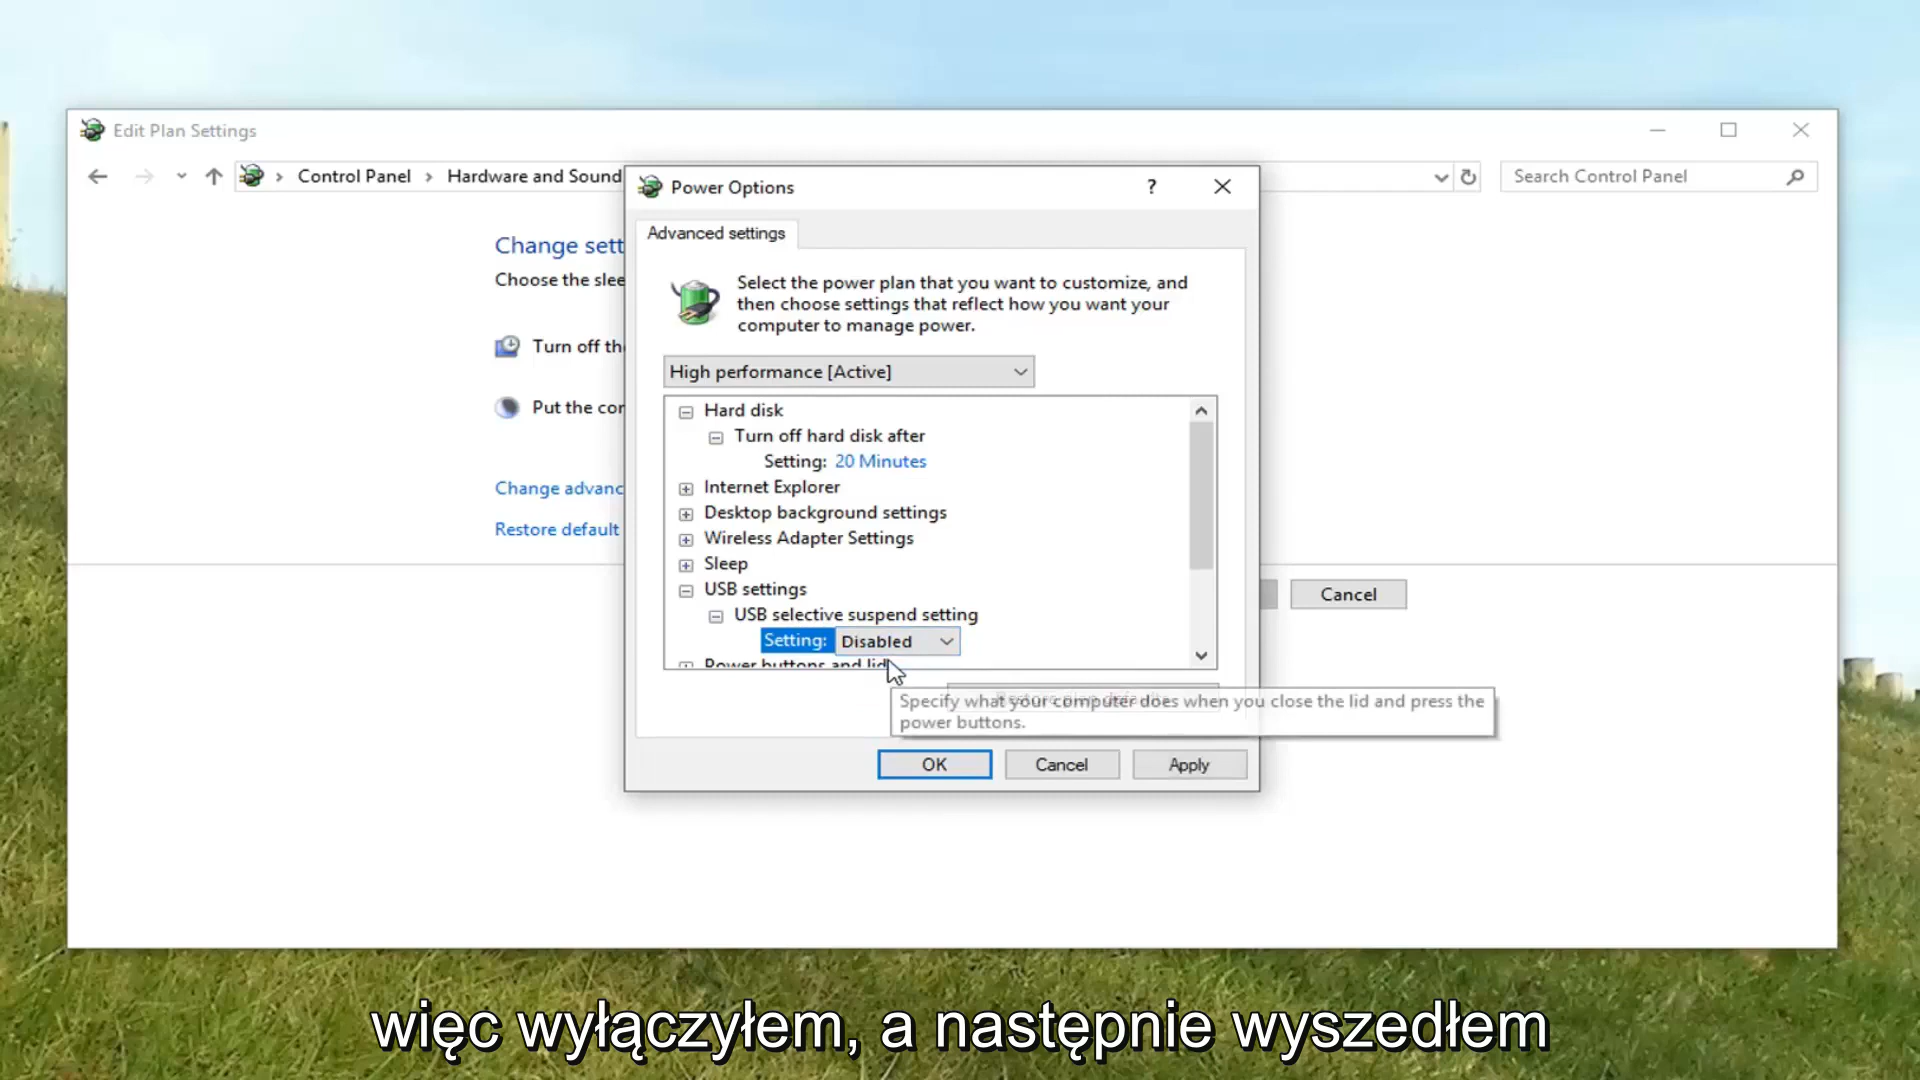 Edit Plan Settings
Control Panel
Hardware and Sound
Search Control Panel
Power Options
?
Advanced settings
Change sett
Choose the slee
Turn off the
Put the cor
Change advanc
Restore default
Select the power plan that you want to customize, and
then choose settings that reflect how you want your
computer to manage power.
High performance [Active]
Hard disk
Turn off hard disk after
Setting: 20 Minutes
Internet Explorer
Desktop background settings
Wireless Adapter Settings
Sleep
USB settings
USB selective suspend setting
Setting: Disabled
Power buttons and lid
Specify what your computer does when you close the lid and press the
power buttons.
OK
Cancel
Apply
Cancel
więc wyłączyłem, a następnie wyszedłem